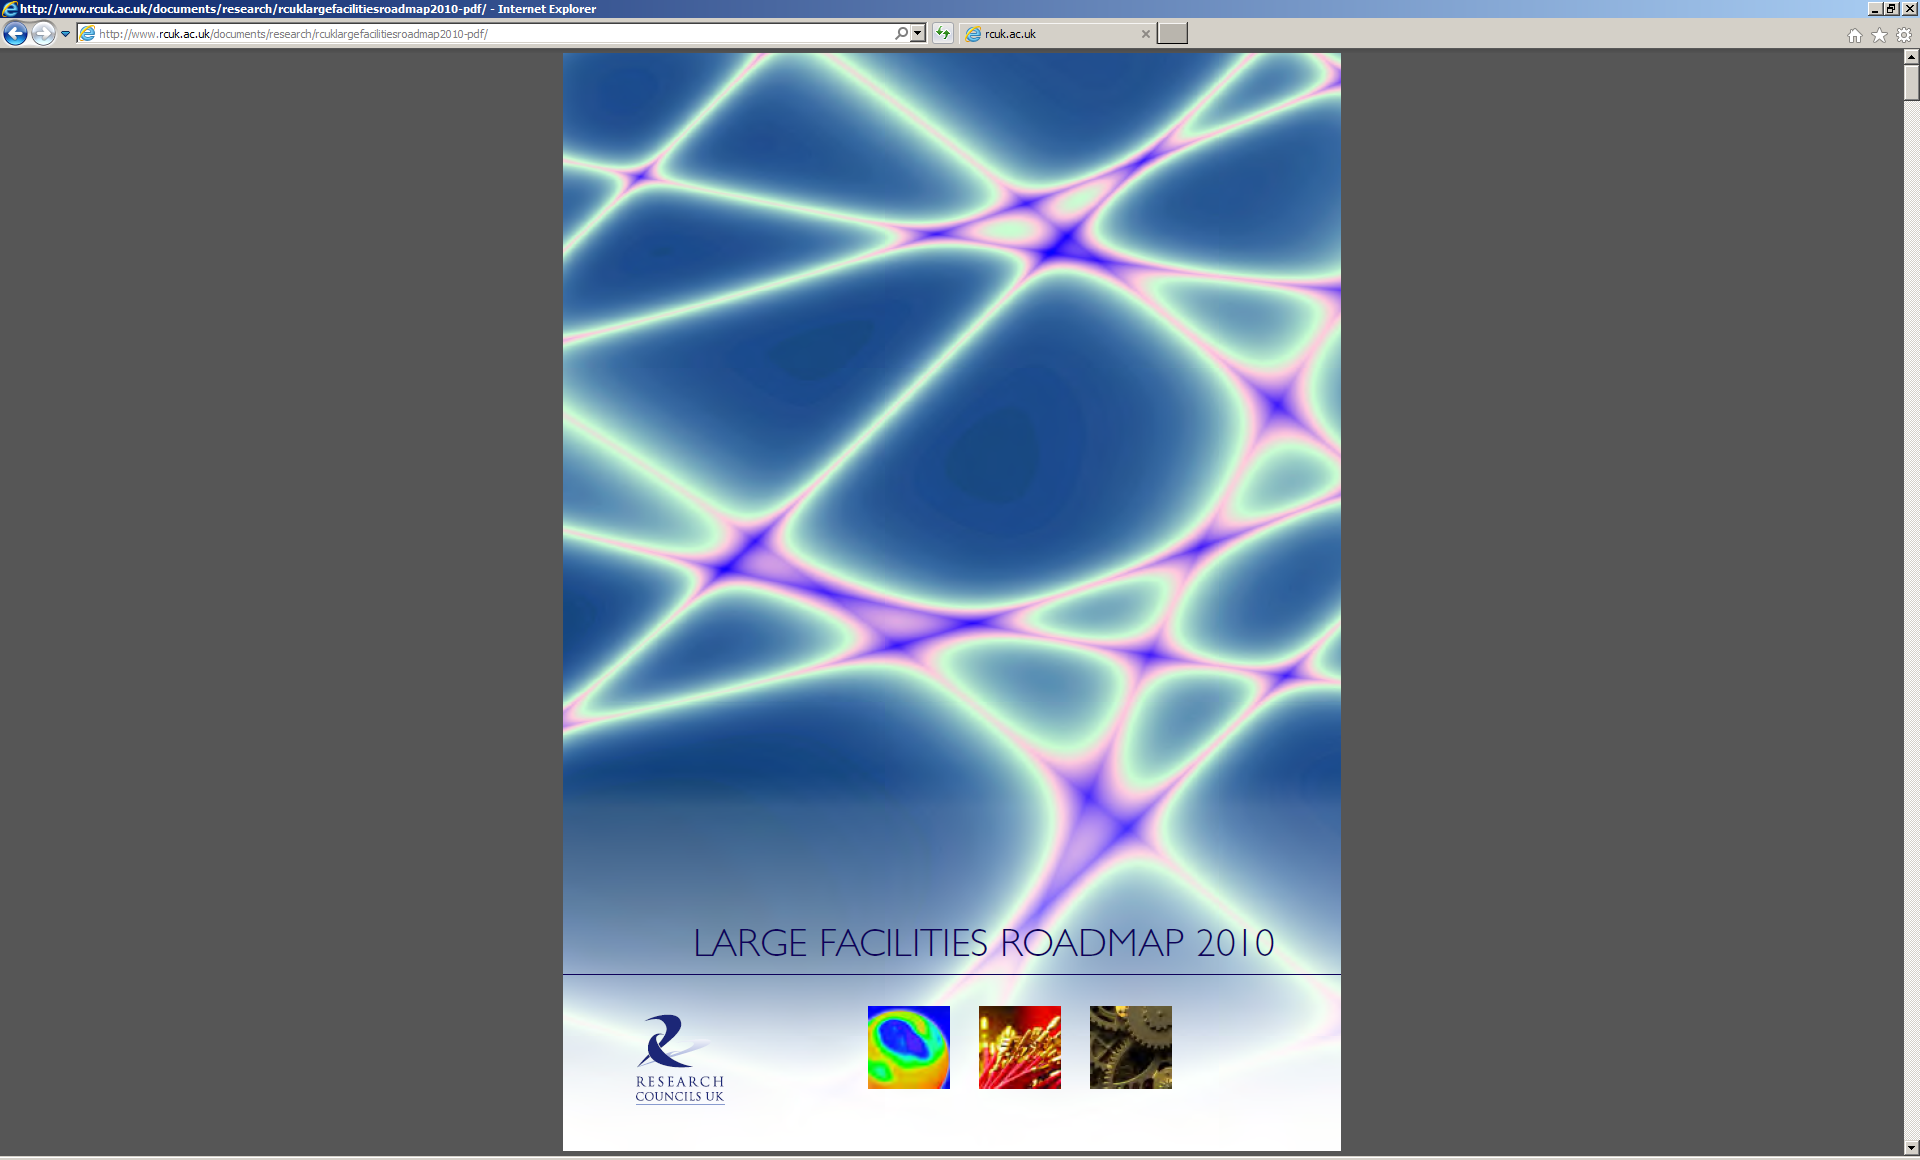 http://www.rcuk.ac.uk/documents/research/rcuklargefacilitiesroadmap2010-pdf/ - Internet Explorer
http://www.rcuk.ac.uk/documents/research/rcuklargefacilitiesroadmap2010-pdf/
rcuk.ac.uk
LARGE FACILITIES ROADMAP 2010
RESEARCH
COUNCILS UK